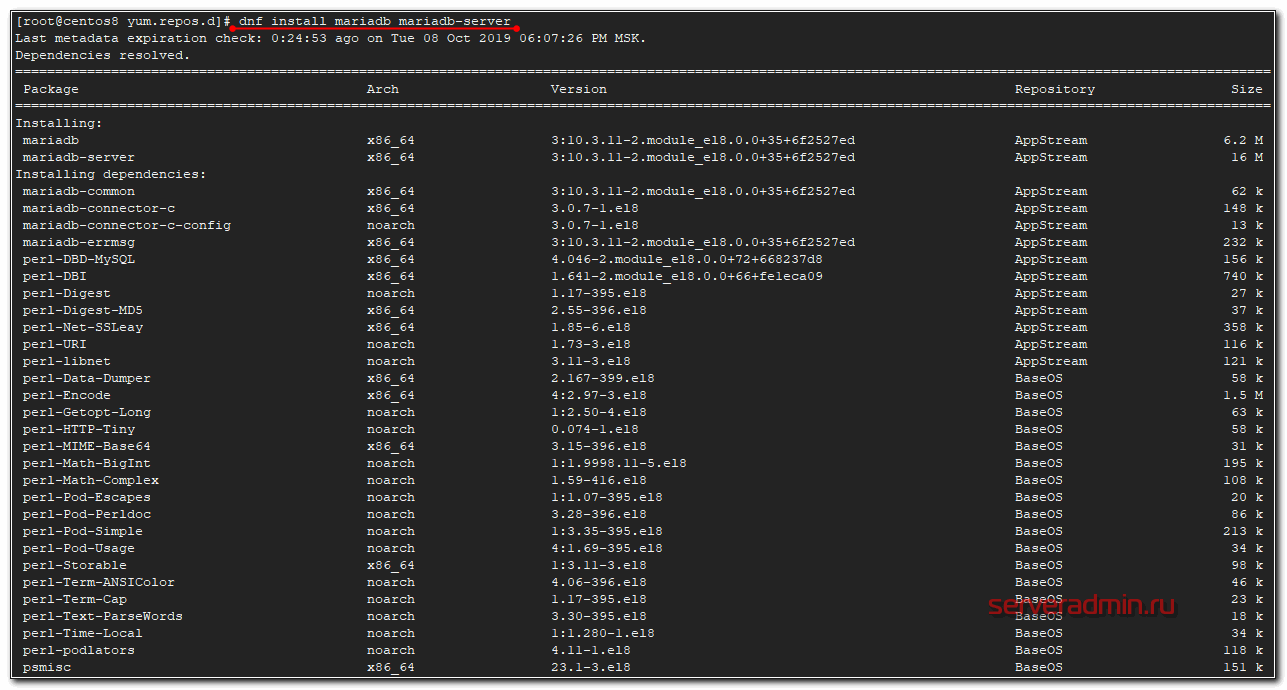 [root@centos8 yum.repos.d]# dnf install mariadb mariadb-server
Last metadata expiration check: 0:24:53 ago on Tue 08 Oct 2019 06:07:26 PM MSK.
Dependencies resolved.
================================================================================
Package Arch Version Repository Size
================================================================================
Installing:
mariadb x86_64 3:10.3.11-2.module_el8.0.0+35+6f2527ed AppStream 6.2 M
mariadb-server x86_64 3:10.3.11-2.module_el8.0.0+35+6f2527ed AppStream 16 M
Installing dependencies:
mariadb-common x86_64 3:10.3.11-2.module_el8.0.0+35+6f2527ed AppStream 62 k
mariadb-connector-c x86_64 3.0.7-1.el8 AppStream 148 k
mariadb-connector-c-config noarch 3.0.7-1.el8 AppStream 13 k
mariadb-errmsg x86_64 3:10.3.11-2.module_el8.0.0+35+6f2527ed AppStream 232 k
perl-DBD-MySQL x86_64 4.046-2.module_el8.0.0+72+668237d8 AppStream 156 k
perl-DBI x86_64 1.641-2.module_el8.0.0+66+fe1eca09 AppStream 740 k
perl-Digest noarch 1.17-395.el8 AppStream 27 k
perl-Digest-MD5 x86_64 2.55-396.el8 AppStream 37 k
perl-Net-SSLeay x86_64 1.85-6.el8 AppStream 358 k
perl-URI noarch 1.73-3.el8 AppStream 116 k
perl-libnet noarch 3.11-3.el8 AppStream 121 k
perl-Data-Dumper x86_64 2.167-399.el8 BaseOS 58 k
perl-Encode x86_64 4:2.97-3.el8 BaseOS 1.5 M
perl-Getopt-Long noarch 1:2.50-4.el8 BaseOS 63 k
perl-HTTP-Tiny noarch 0.074-1.el8 BaseOS 58 k
perl-MIME-Base64 x86_64 3.15-396.el8 BaseOS 31 k
perl-Math-BigInt noarch 1:1.9998.11-5.el8 BaseOS 195 k
perl-Math-Complex noarch 1.59-416.el8 BaseOS 108 k
perl-Pod-Escapes noarch 1:1.07-395.el8 BaseOS 20 k
perl-Pod-Perldoc noarch 3.28-396.el8 BaseOS 86 k
perl-Pod-Simple noarch 1:3.35-395.el8 BaseOS 213 k
perl-Pod-Usage noarch 4:1.69-395.el8 BaseOS 34 k
perl-Storable x86_64 1:3.11-3.el8 BaseOS 98 k
perl-Term-ANSIColor noarch 4.06-396.el8 BaseOS 46 k
perl-Term-Cap noarch 1.17-395.el8 BaseOS 23 k
serveradmin.ru
perl-Text-ParseWords noarch 3.30-395.el8 BaseOS 18 k
perl-Time-Local noarch 1:1.280-1.el8 BaseOS 34 k
perl-podlators noarch 4.11-1.el8 BaseOS 118 k
psmisc x86_64 23.1-3.el8 BaseOS 151 k